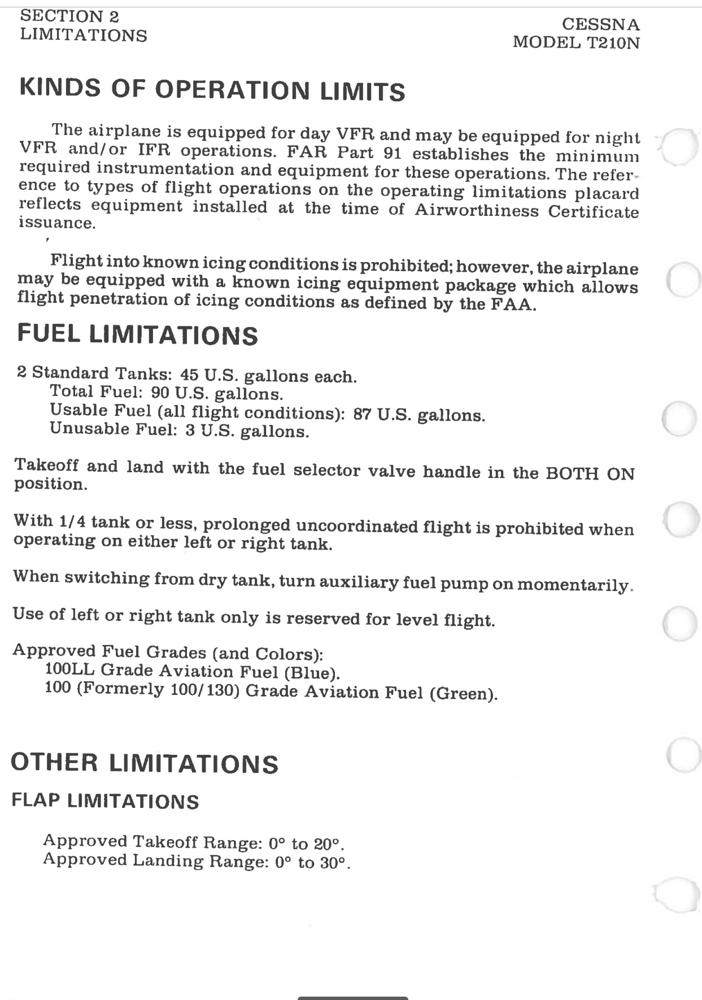 SECTION 2
LIMITATIONS
CESSNA
MODEL T210N
KINDS OF OPERATION LIMITS
The airplane is equipped for day VFR and may be equipped for night
VFR and/or IFR operations. FAR Part 91 establishes the minimum
required instrumentation and equipment for these operations. The refer-
ence to types of flight operations on the operating limitations placard
reflects equipment installed at the time of Airworthiness Certificate
issuance.
Flight into known icing conditions is prohibited; however, the airplane
may be equipped with a known icing equipment package which allows
flight penetration of icing conditions as defined by the FAA.
FUEL LIMITATIONS
2 Standard Tanks: 45 U.S. gallons each.
Total Fuel: 90 U.S. gallons.
Usable Fuel (all flight conditions): 87 U.S. gallons.
Unusable Fuel: 3 U.S. gallons.
Takeoff and land with the fuel selector valve handle in the BOTH ON
position.
With 1/4 tank or less, prolonged uncoordinated flight is prohibited when
operating on either left or right tank.
When switching from dry tank, turn auxiliary fuel pump on momentarily.
Use of left or right tank only is reserved for level flight.
Approved Fuel Grades (and Colors):
100LL Grade Aviation Fuel (Blue).
100 (Formerly 100/130) Grade Aviation Fuel (Green).
OTHER LIMITATIONS
FLAP LIMITATIONS
Approved Takeoff Range: 0° to 20°.
Approved Landing Range: 0° to 30°.